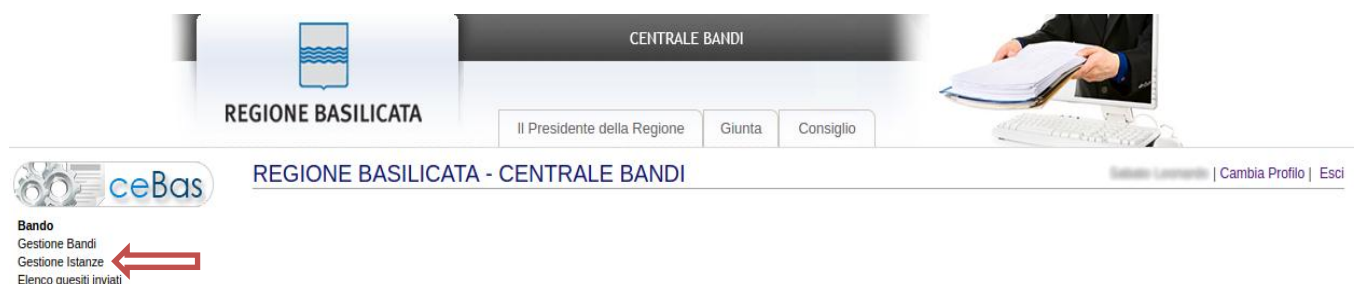 CENTRALE BANDI
REGIONE BASILICATA
Il Presidente della Regione Giunta Consiglio
ceBas
REGIONE BASILICATA - CENTRALE BANDI
| Cambia Profilo | Esci
Bando
Gestione Bandi
Gestione Istanze
Elenco quesiti inviati